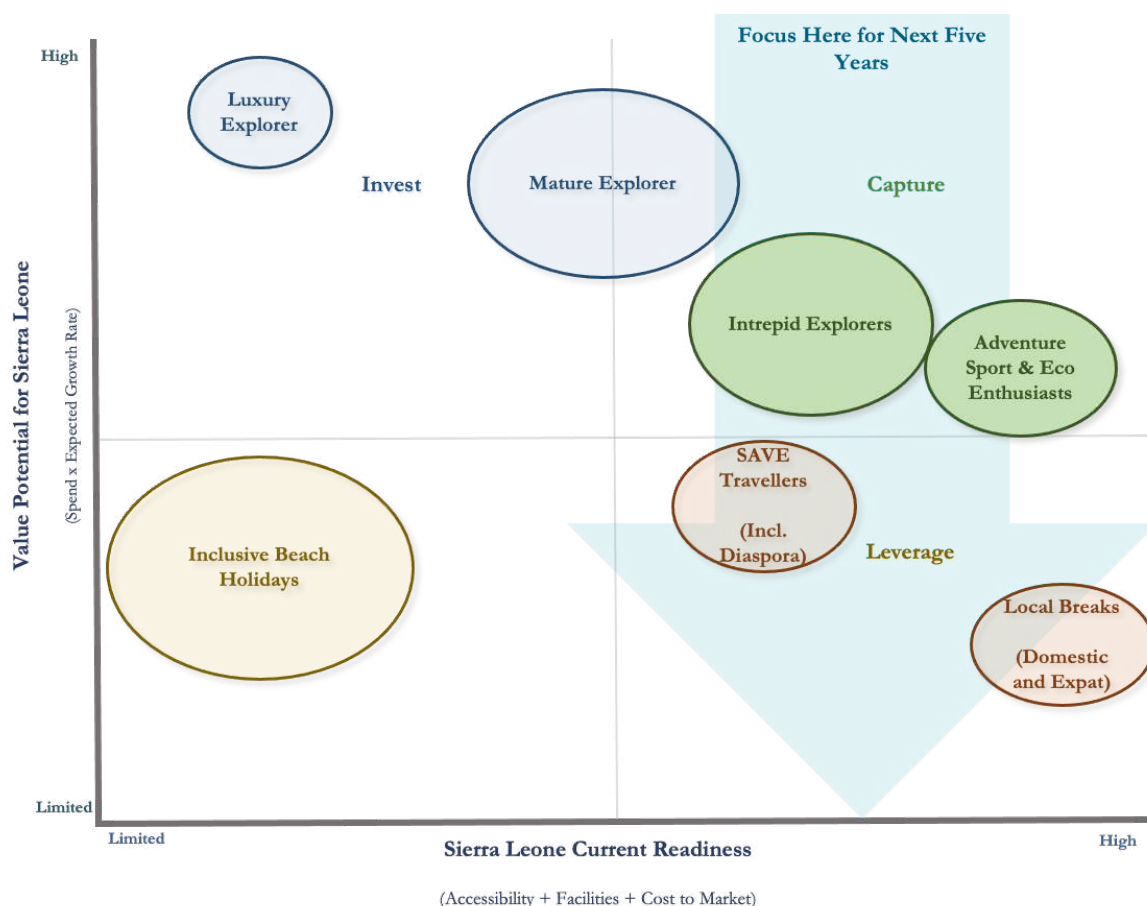 Focus Here for Next Five
Years
High
Luxury
Explorer
Invest
Mature Explorer
Capture
Intrepid Explorers
Adventure
Sport & Eco
Enthusiasts
Value Potential for Sierra Leone
(Spend x Expected Growth Rate)
SAVE
Travellers
(Incl.
Diaspora)
Leverage
Inclusive Beach
Holidays
Local Breaks
(Domestic
and Expat)
Limited
Limited
High
Sierra Leone Current Readiness
(Accessibility + Facilities + Cost to Market)